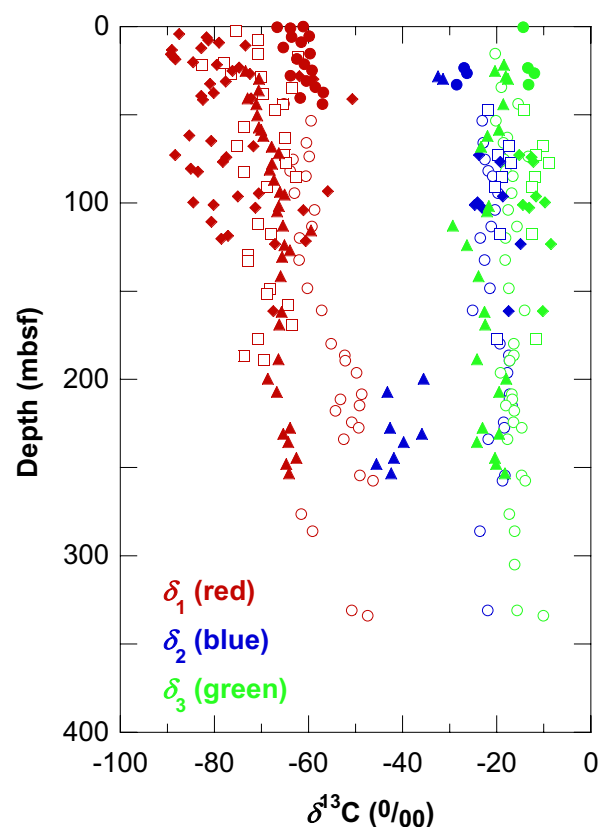 0
100
200
300
400
Depth (mbsf)
δ1 (red)
δ2 (blue)
δ3 (green)
-100 -80 -60 -40 -20 0
δ13C (0/00)